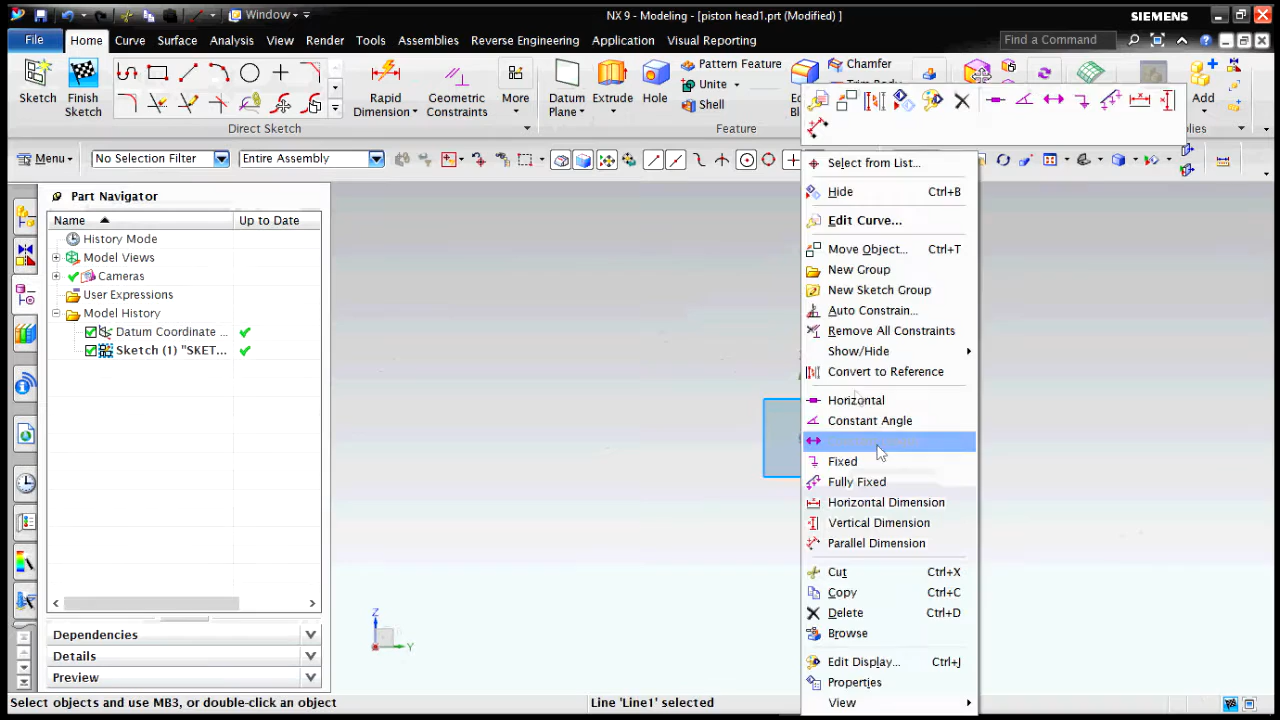 Window
NX 9 - Modeling - [piston head1.prt (Modified) ]
SIEMENS
File Home Curve Surface Analysis View Render Tools Assemblies Reverse Engineering Application Visual Reporting
Find a Command
Sketch
Finish Sketch
Rapid Dimension
Geometric Constraints
More
Datum Plane
Extrude
Hole
Pattern Feature
Unite
Shell
Chamfer
Add
Direct Sketch
Feature
Menu
No Selection Filter
Entire Assembly
Part Navigator
Name
Up to Date
History Mode
Model Views
Cameras
User Expressions
Model History
Datum Coordinate ...
Sketch (1) "SKET...
Dependencies
Details
Preview
Select from List...
Hide Ctrl+B
Edit Curve...
Move Object... Ctrl+T
New Group
New Sketch Group
Auto Constrain...
Remove All Constraints
Show/Hide
Convert to Reference
Horizontal
Constant Angle
Fixed
Fully Fixed
Horizontal Dimension
Vertical Dimension
Parallel Dimension
Cut Ctrl+X
Copy Ctrl+C
Delete Ctrl+D
Browse
Edit Display... Ctrl+J
Properties
View
Z
Y
Select objects and use MB3, or double-click an object
Line 'Line1' selected